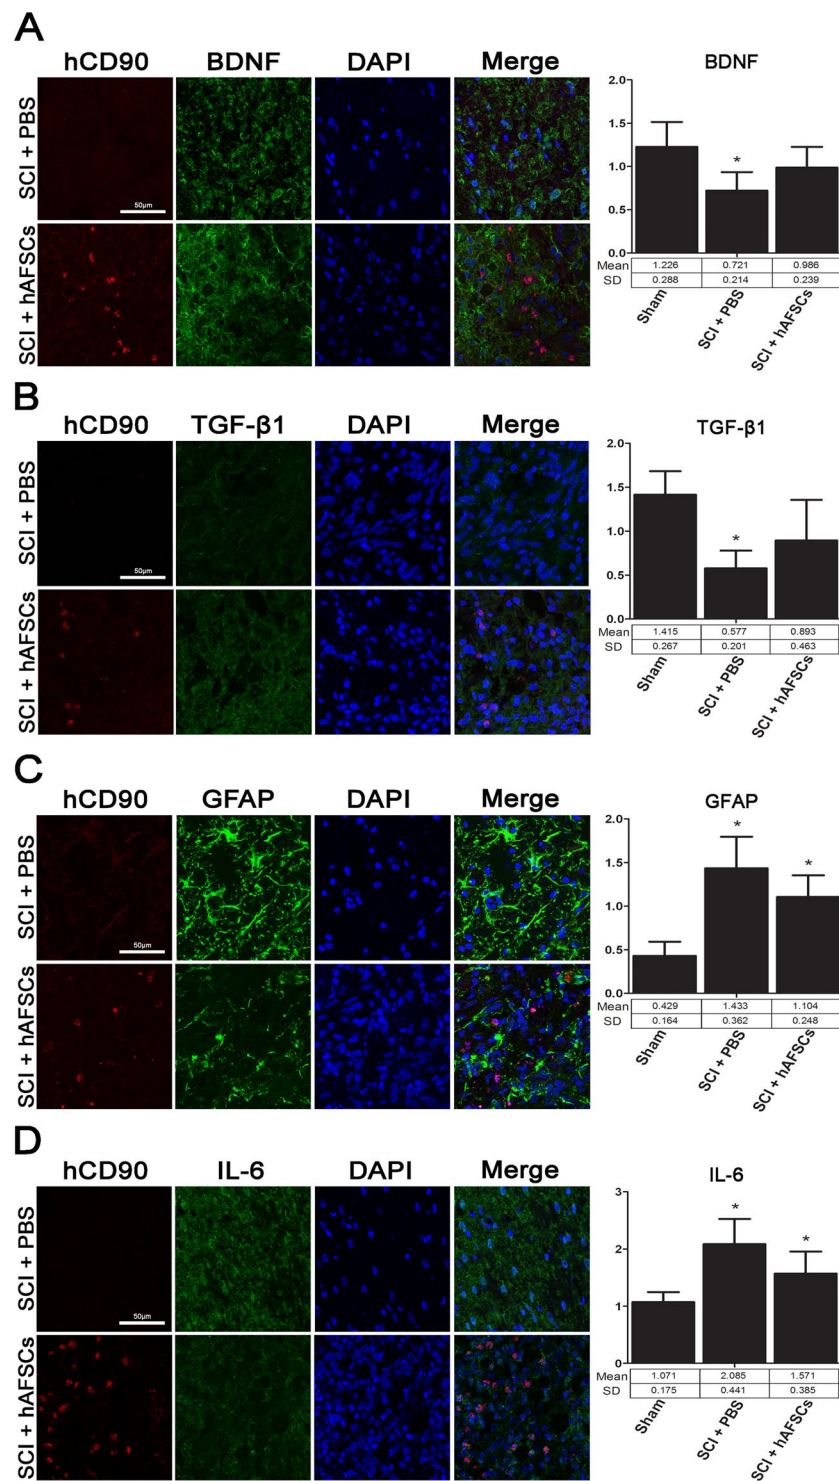 A
hCD90 BDNF DAPI Merge
SCI + PBS
50µm
SCI + hAFSCs
BDNF
2.0
1.5
*
1.0
0.5
0.0
Mean 1.226 0.721 0.986
SD 0.288 0.214 0.239
Sham SCI + PBS SCI + hAFSCs
B
hCD90 TGF-β1 DAPI Merge
SCI + PBS
50µm
SCI + hAFSCs
TGF-β1
2.0
1.5
1.0
*
0.5
0.0
Mean 1.415 0.577 0.893
SD 0.267 0.201 0.463
Sham SCI + PBS SCI + hAFSCs
C
hCD90 GFAP DAPI Merge
SCI + PBS
50µm
SCI + hAFSCs
GFAP
2.0
* *
1.5
1.0
0.5
0.0
Mean 0.429 1.433 1.104
SD 0.164 0.362 0.248
Sham SCI + PBS SCI + hAFSCs
D
hCD90 IL-6 DAPI Merge
SCI + PBS
50µm
SCI + hAFSCs
IL-6
3
* *
2
1
0
Mean 1.071 2.085 1.571
SD 0.175 0.441 0.385
Sham SCI + PBS SCI + hAFSCs